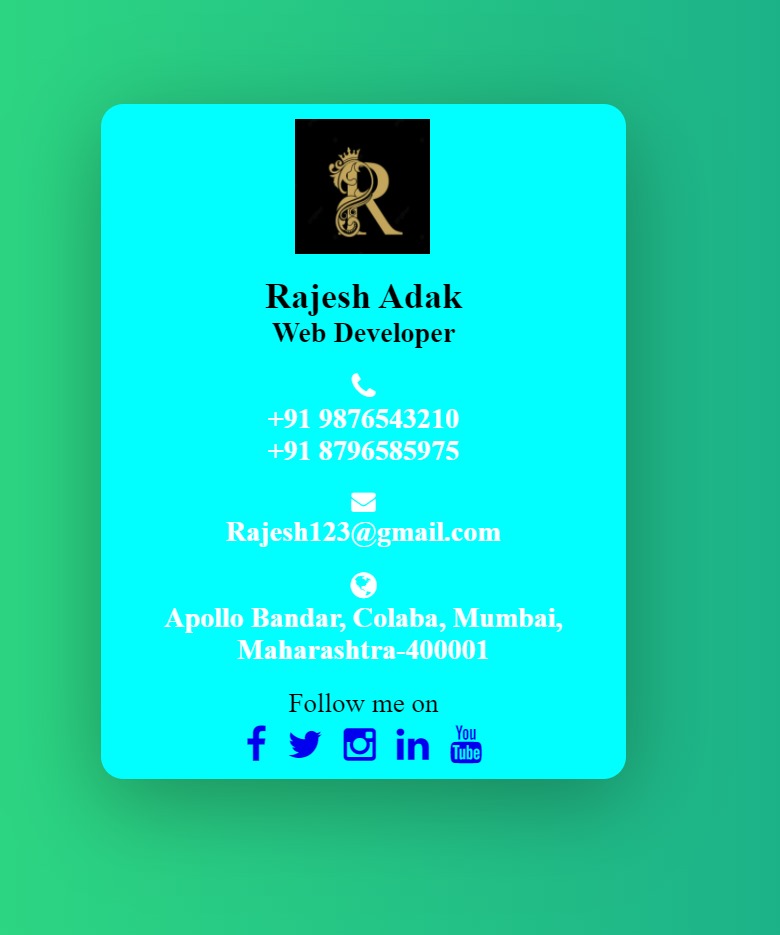 R
Rajesh Adak
Web Developer
+91 9876543210
+91 8796585975
Rajesh123@gmail.com
Apollo Bandar, Colaba, Mumbai,
Maharashtra-400001
Follow me on
f in You
Tube